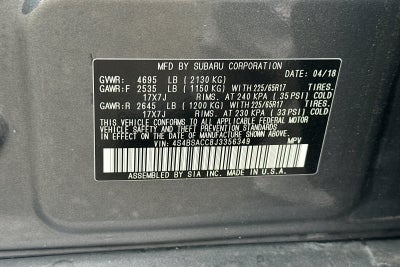 MFD. BY SUBARU CORPORATION DATE: 04/18
GVWR: 4695 LB (2130 KG)
GAWR:F 2535 LB (1150 KG) WITH 225/65R17 TIRES.
17X7J RIMS. AT 240 KPA (35 PSI) COLD
GAWR:R 2645 LB (1200 KG) WITH 225/65R17 TIRES.
17X7J RIMS. AT 230 KPA (33 PSI) COLD
THIS VEHICLE CONFORMS TO ALL APPLICABLE FEDERAL MOTOR
VEHICLE SAFETY AND THEFT PREVENTION STANDARDS IN EFFECT
ON THE DATE OF MANUFACTURE SHOWN ABOVE.
VIN: 4S4BSACC8J3356349 MPV
ASSEMBLED BY SIA INC. MADE IN U.S.A.